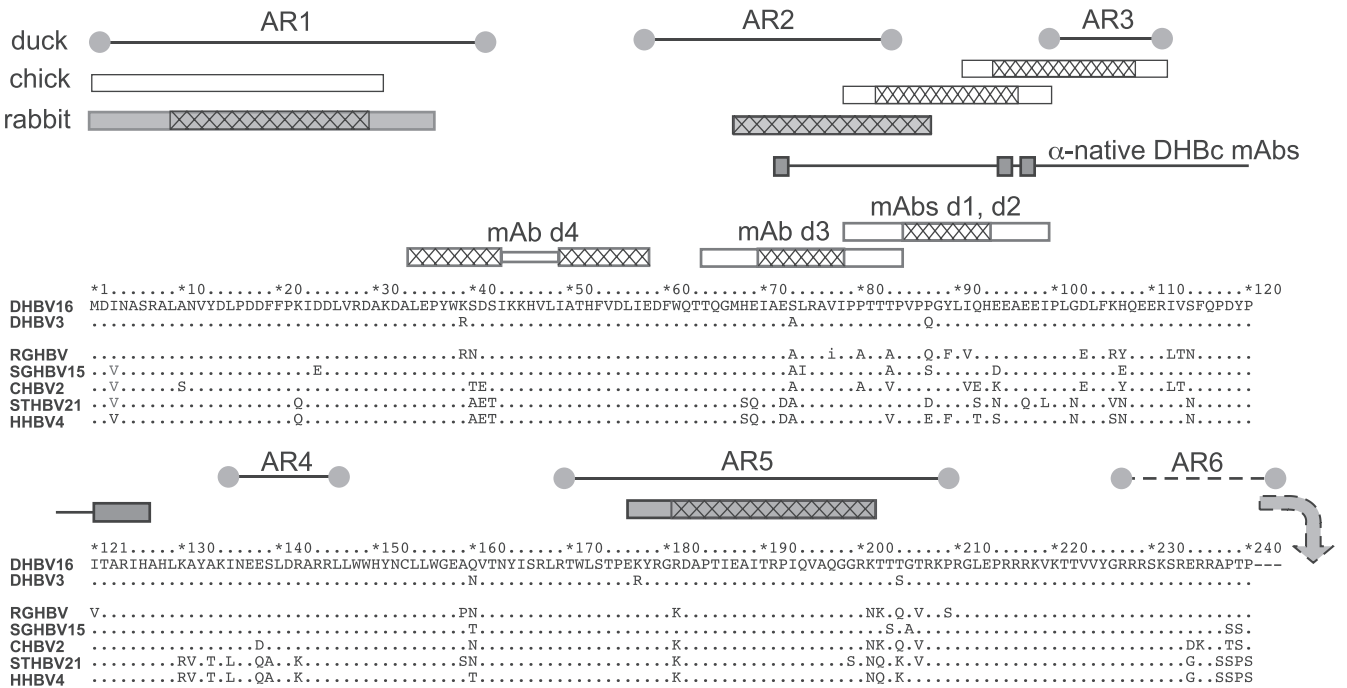 AR1 AR2 AR3
duck
chick
rabbit
α-native DHBc mAbs
mAbs d1, d2
mAb d4 mAb d3
*1.......*10.......*20.......*30.......*40.......*50.......*60.......*70.......*80.......*90.......*100......*110......*120
DHBV16 MDINASRALANVYDLPDDFFPKIDDLVRDAKDALEPYWKSDSIKKHVLIATHFVDLIEDFWQTTQGMHEIAESLRAVIPPTTTPVPPGYLIQHEEAEEIPLGDLFKHQEERIVSFQPDYP
DHBV3 ......................................R.................................A.............Q.................................
RGHBV ......................................RN................................A...i..A..A...Q.F.V...........E..RY....LTN......
SGHBV15 ..V....................E................................................AI........A...S......D............E.............
CHBV2 ..V......S.............................TE...............................A......A..V.......VE.K........E...Y....LT.......
STHBV21 ..V..................Q.................AET.........................SQ..DA.............D....S.N..Q.L..N...VN......N......
HHBV4 ..V..................Q.................AET.........................SQ..DA.........V...E.F..T.S.......N...SN......N......
AR4 AR5 AR6
*121.....*130......*140......*150......*160......*170......*180......*190......*200......*210......*220......*230......*240
DHBV16 ITARIHAHLKAYAKINEESLDRARRLLWWHYNCLLWGEAQVTNYISRLRTWLSTPEKYRGRDAPTIEAITRPIQVAQGGRKTTTGTRKPRGLEPRRRKVKTTVVYGRRRSKSRERRAPTP---
DHBV3 .......................................N................R..........................S....................................
RGHBV V.....................................PN....................K...................NK.Q.V..S...............................
SGHBV15 .......................................T..........................................S.A................................SS.
CHBV2 .................D.....................N....................K...................NK.Q.V...........................DK..TS.
STHBV21 .........RV.T.L..QA..K................SN....................K.................S.NQ.K.V...........................G..SSPS
HHBV4 .........RV.T.L..QA..K.................T....................K...................NQ.K.............................G..SSPS